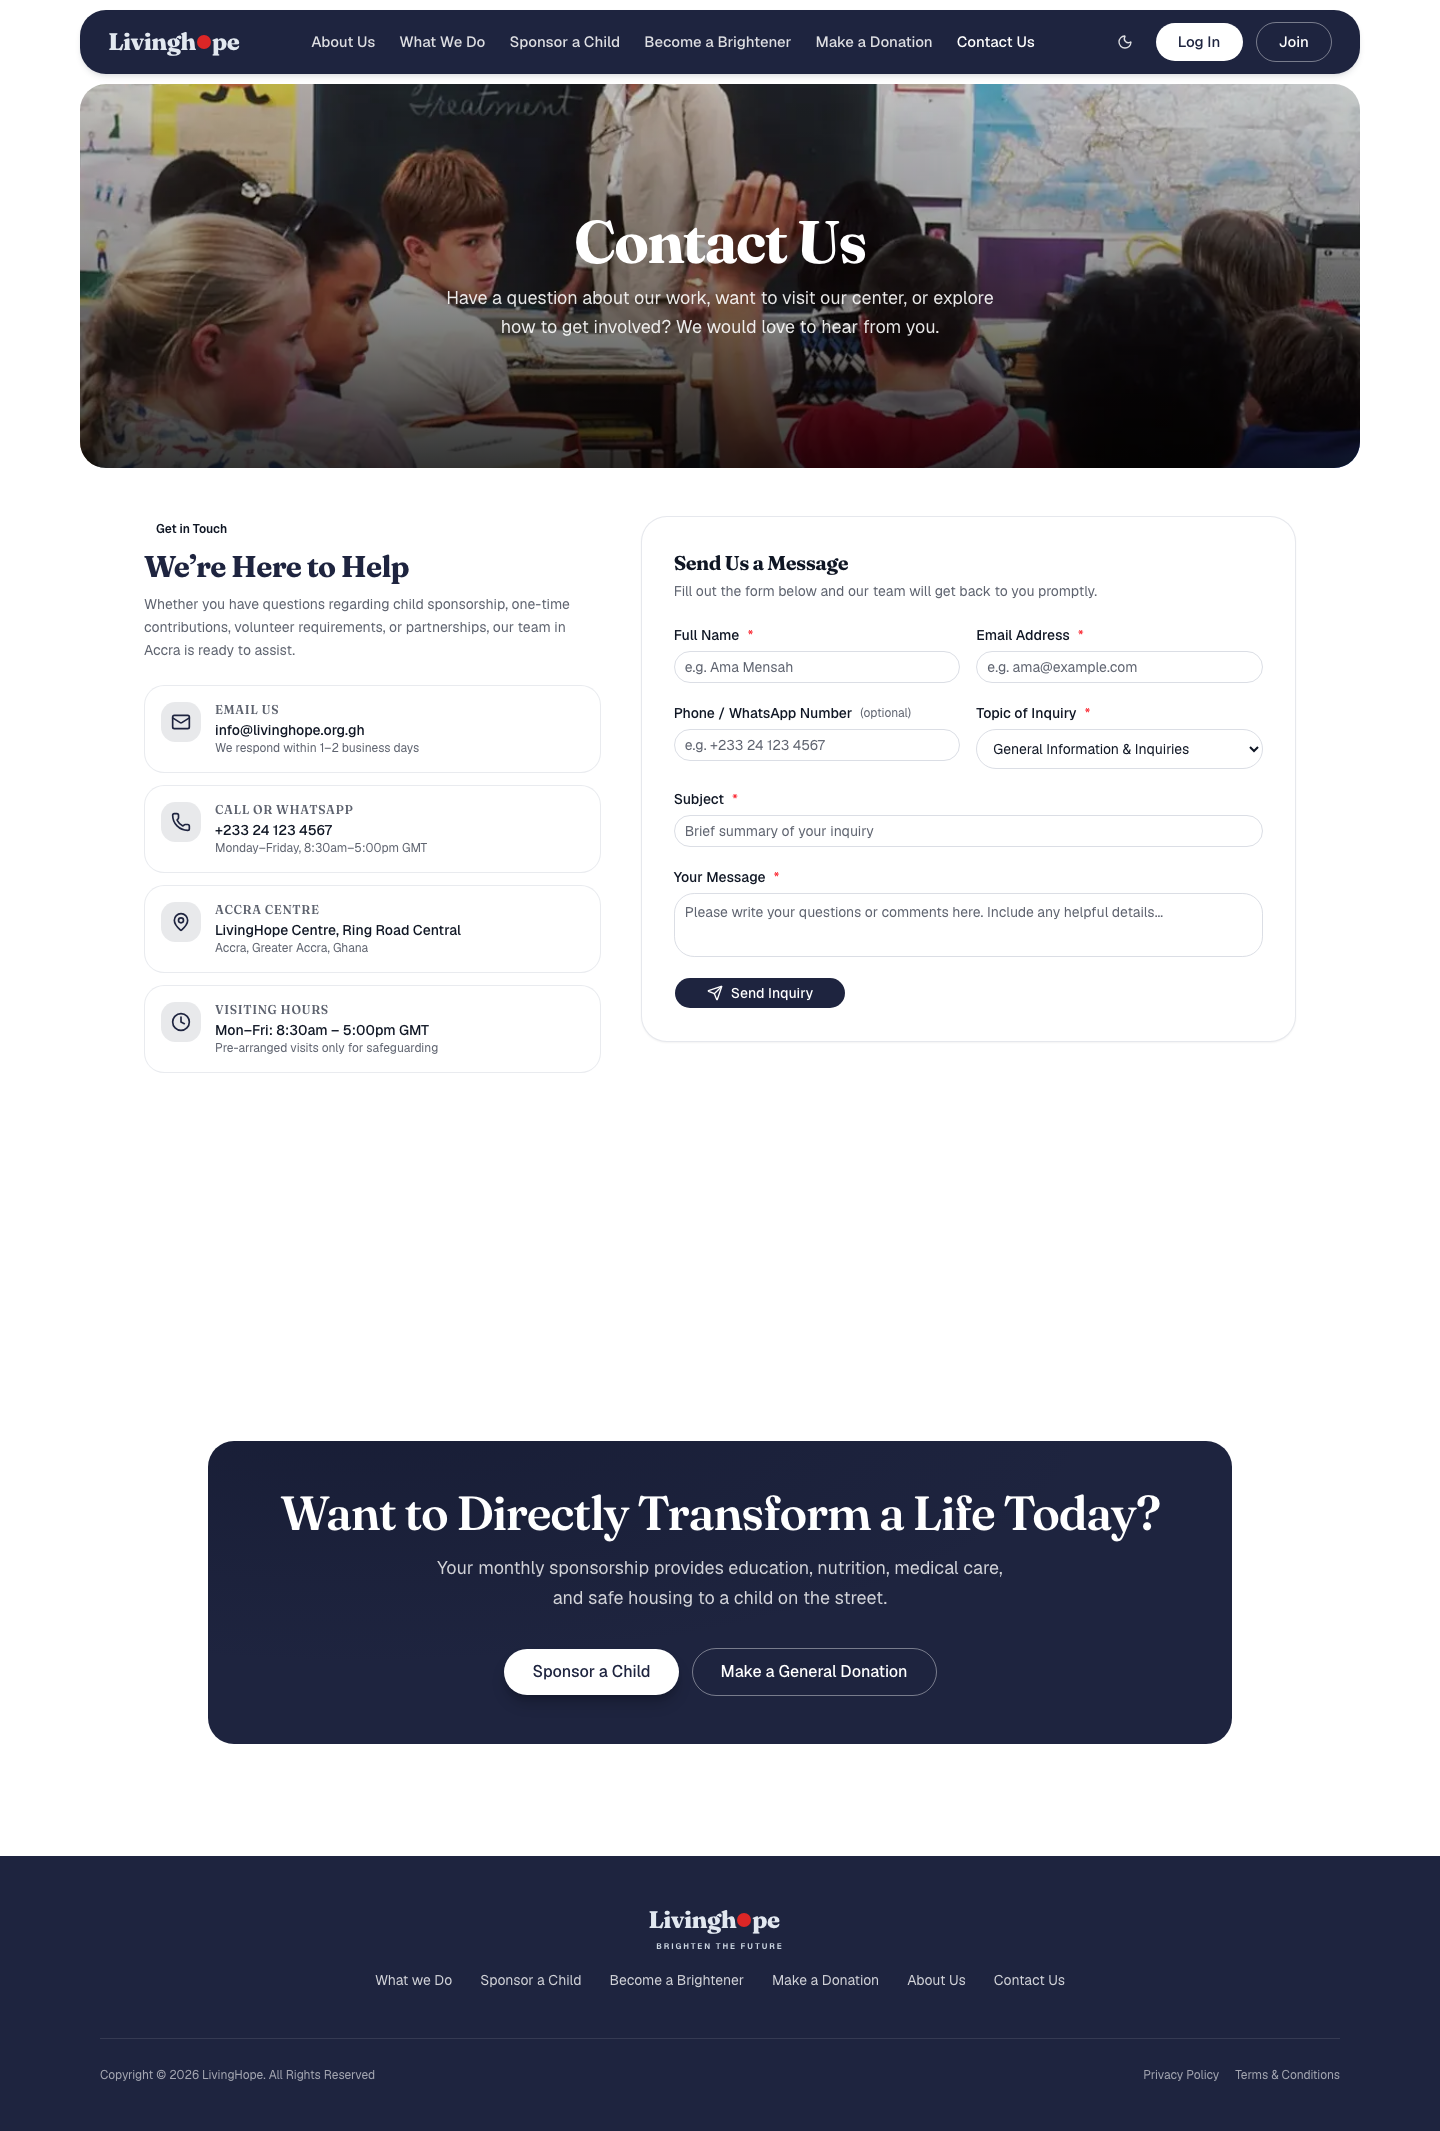 Livinghope
About Us
What We Do
Sponsor a Child
Become a Brightener
Make a Donation
Contact Us
Log In
Join
Treatment
Contact Us
Have a question about our work, want to visit our center, or explore
how to get involved? We would love to hear from you.
Get in Touch
We’re Here to Help
Whether you have questions regarding child sponsorship, one-time
contributions, volunteer requirements, or partnerships, our team in
Accra is ready to assist.
EMAIL US
info@livinghope.org.gh
We respond within 1–2 business days
CALL OR WHATSAPP
+233 24 123 4567
Monday–Friday, 8:30am–5:00pm GMT
ACCRA CENTRE
LivingHope Centre, Ring Road Central
Accra, Greater Accra, Ghana
VISITING HOURS
Mon–Fri: 8:30am – 5:00pm GMT
Pre-arranged visits only for safeguarding
Send Us a Message
Fill out the form below and our team will get back to you promptly.
Full Name *
e.g. Ama Mensah
Email Address *
e.g. ama@example.com
Phone / WhatsApp Number (optional)
e.g. +233 24 123 4567
Topic of Inquiry *
General Information & Inquiries
Subject *
Brief summary of your inquiry
Your Message *
Please write your questions or comments here. Include any helpful details...
Send Inquiry
Want to Directly Transform a Life Today?
Your monthly sponsorship provides education, nutrition, medical care,
and safe housing to a child on the street.
Sponsor a Child
Make a General Donation
Livinghope
BRIGHTEN THE FUTURE
What we Do
Sponsor a Child
Become a Brightener
Make a Donation
About Us
Contact Us
Copyright © 2026 LivingHope. All Rights Reserved
Privacy Policy
Terms & Conditions